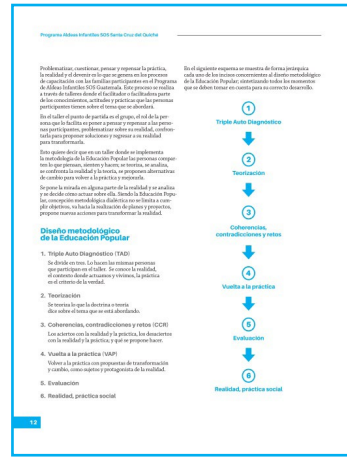 Programa Aldeas Infantiles SOS Santa Cruz del Quiché
Problematizar, cuestionar, pensar y repensar la práctica,
la realidad y el devenir es lo que se genera en los procesos
de capacitación con las familias participantes en el Programa
de Aldeas Infantiles SOS Guatemala. Este proceso se realiza
a través de talleres donde el facilitador o facilitadora parte
de los conocimientos, actitudes y prácticas que las personas
participantes tienen sobre el tema que se abordará.
En el taller el punto de partida es el grupo, el rol de la per-
sona que lo facilita es poner a pensar y repensar a las perso-
nas participantes, problematizar sobre su realidad, confron-
tarla para proponer soluciones y regresar a su realidad
para transformarla.
Esto quiere decir que en un taller donde se implementa
la metodología de la Educación Popular las personas compar-
ten lo que piensan, sienten y hacen; se teoriza, se analiza,
se confronta la realidad y la teoría, se proponen alternativas
de cambio para volver a la práctica y mejorarla.
Se pone la mirada en alguna parte de la realidad y se analiza
y se decide cómo actuar sobre ella. Siendo la Educación Popu-
lar, concepción metodológica dialéctica no se limita a cum-
plir objetivos, va hacia la realización de planes y proyectos,
propone nuevas acciones para transformar la realidad.
Diseño metodológico
de la Educación Popular
1. Triple Auto Diagnóstico (TAD)
Se divide en tres. Lo hacen las mismas personas
que participan en el taller. Se conoce la realidad,
el contexto donde actuamos y vivimos, la práctica
es el criterio de la verdad.
2. Teorización
Se teoriza lo que la doctrina o teoría
dice sobre el tema que se está abordando.
3. Coherencias, contradicciones y retos (CCR)
Los aciertos con la realidad y la práctica, los desaciertos
con la realidad y la práctica; y qué se propone hacer.
4. Vuelta a la práctica (VAP)
Volver a la práctica con propuestas de transformación
y cambio, como sujetos y protagonista de la realidad.
5. Evaluación
6. Realidad, práctica social
En el siguiente esquema se muestra de forma jerárquica
cada uno de los incisos concernientes al diseño metodológico
de la Educación Popular; sintetizando todos los momentos
que se deben tomar en cuenta para su correcto desarrollo.
1
Triple Auto Diagnóstico
2
Teorización
3
Coherencias,
contradicciones y retos
4
Vuelta a la práctica
5
Evaluación
6
Realidad, práctica social
12